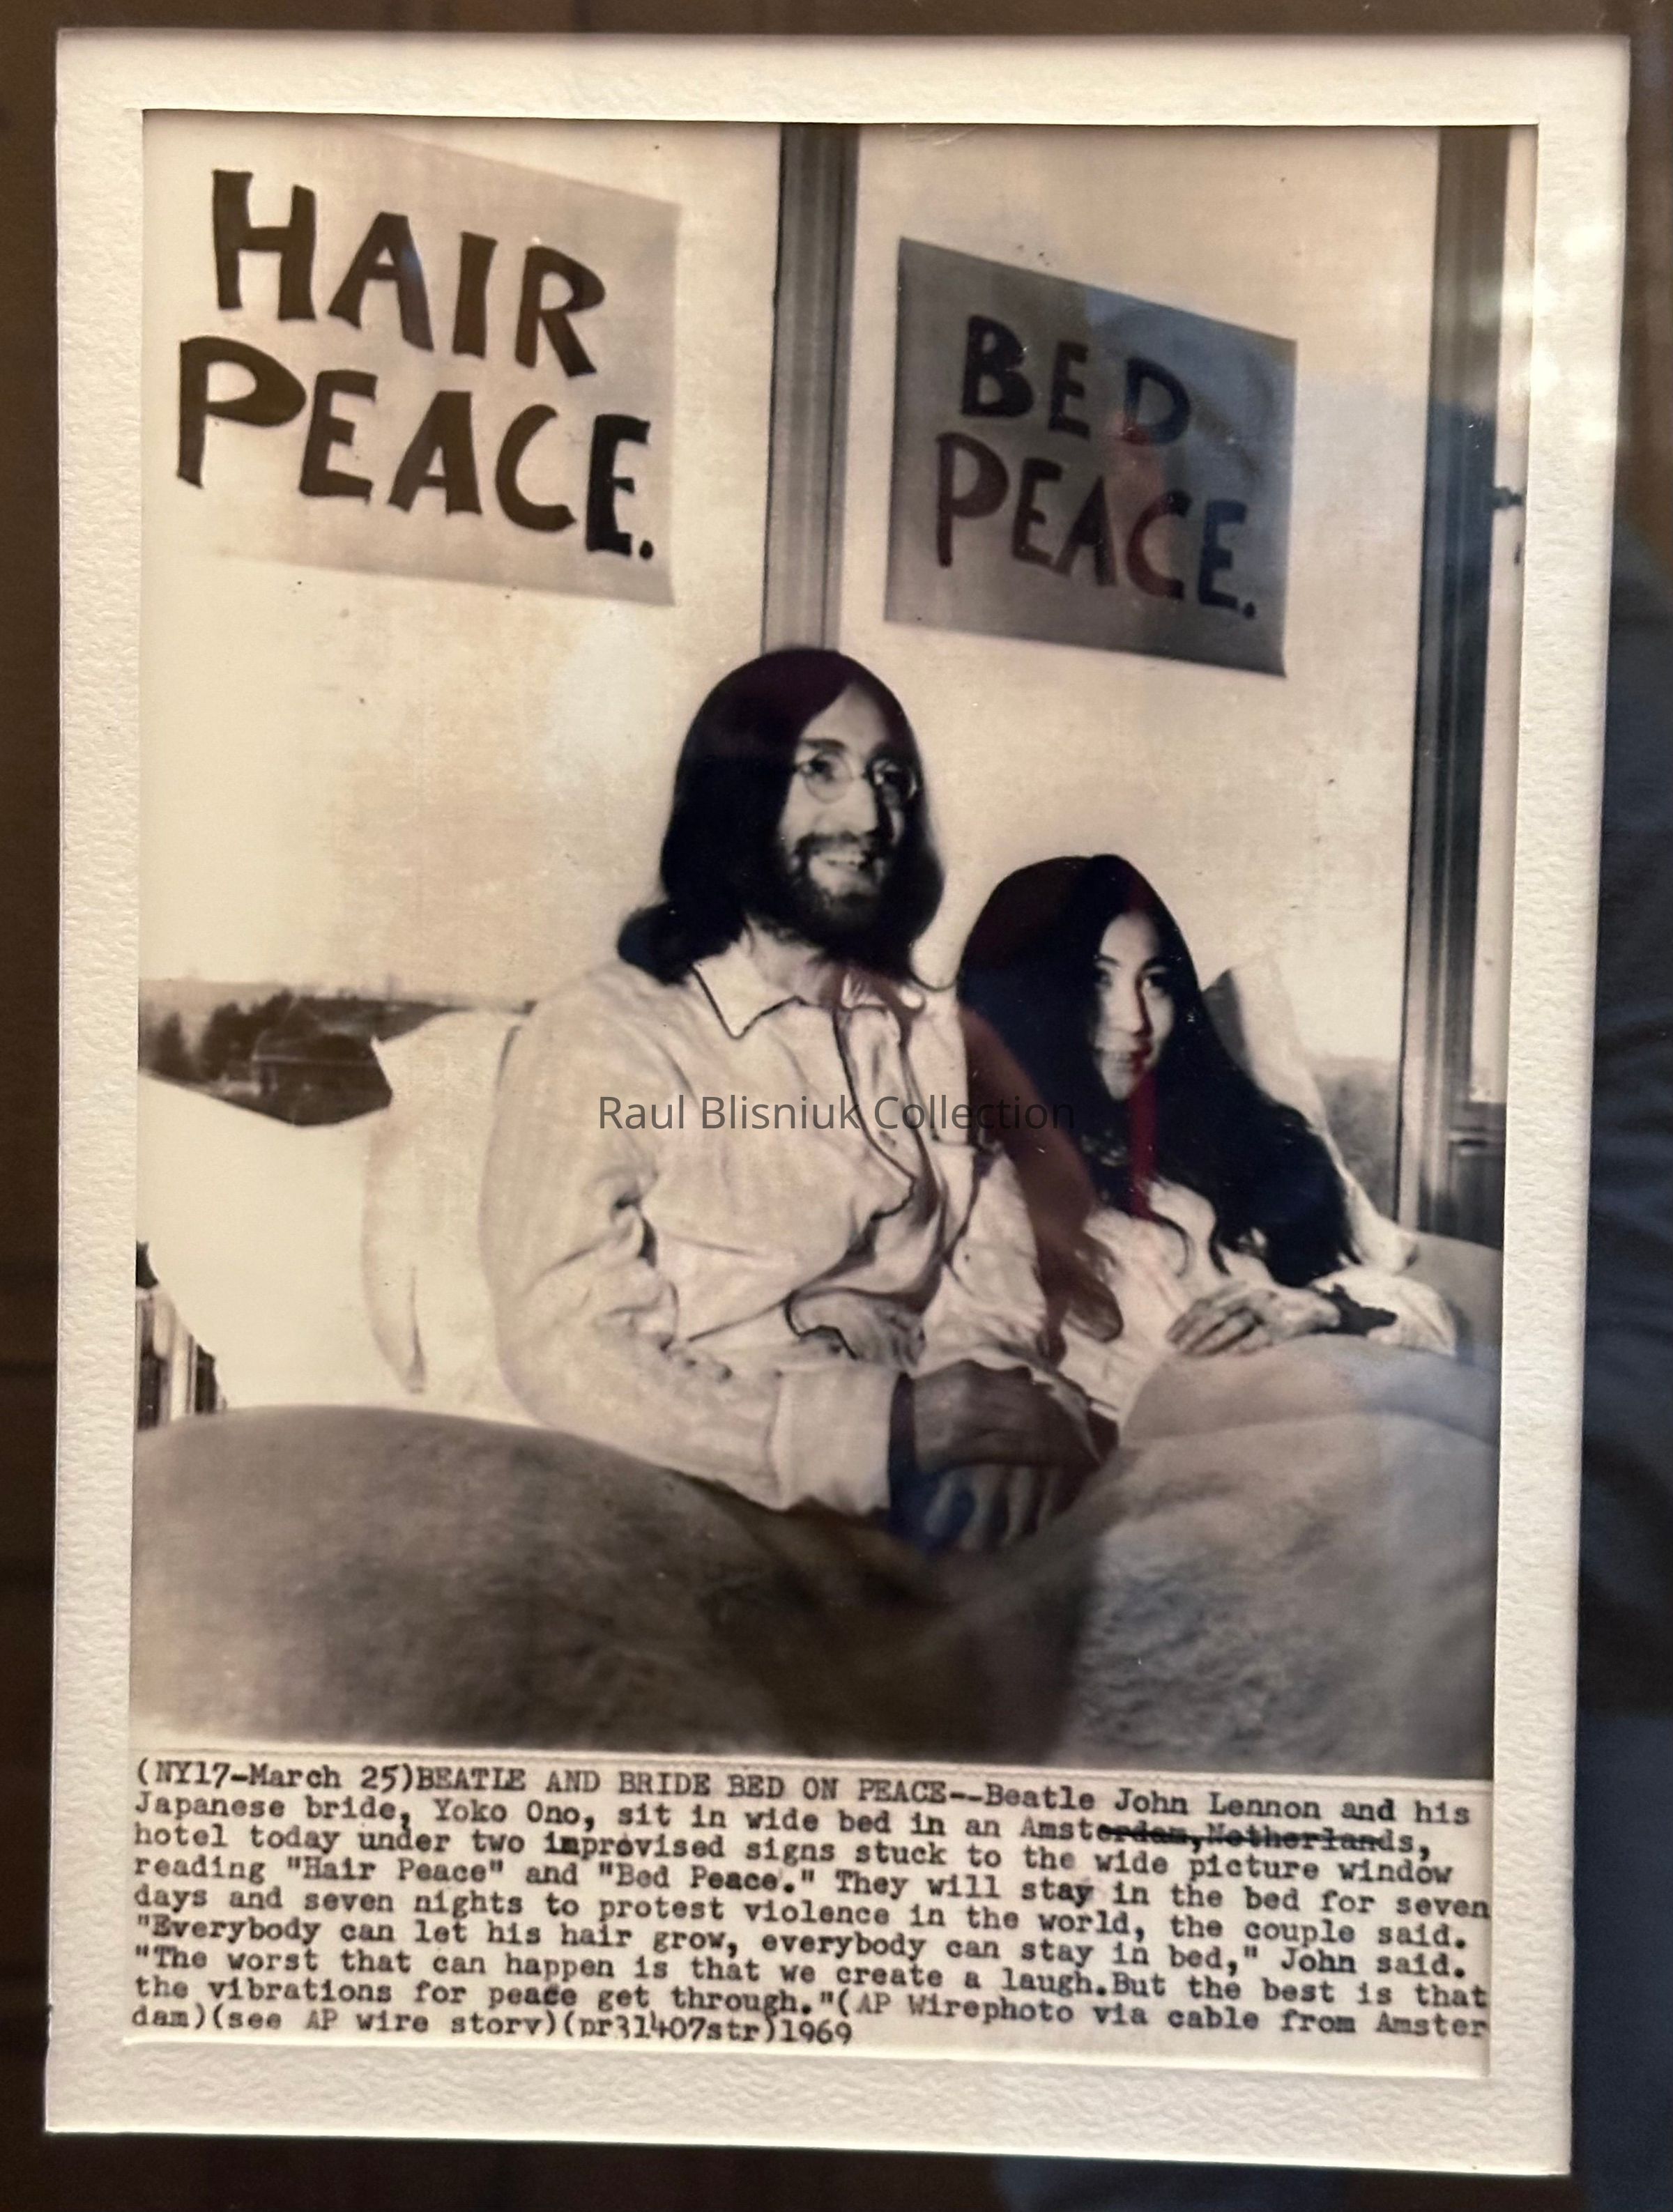 HAIR
PEACE.
BED
PEACE.
Raul Blisniuk Collection
(NY17-March 25)BEATLE AND BRIDE BED ON PEACE--Beatle John Lennon and his
Japanese bride, Yoko Ono, sit in wide bed in an Amsterdam,Netherlands,
hotel today under two improvised signs stuck to the wide picture window
reading "Hair Peace" and "Bed Peace." They will stay in the bed for seven
days and seven nights to protest violence in the world, the couple said.
"Everybody can let his hair grow, everybody can stay in bed," John said.
"The worst that can happen is that we create a laugh.But the best is that
the vibrations for peace get through."(AP Wirephoto via cable from Amster
dam)(see AP wire story)(pr31407str)1969